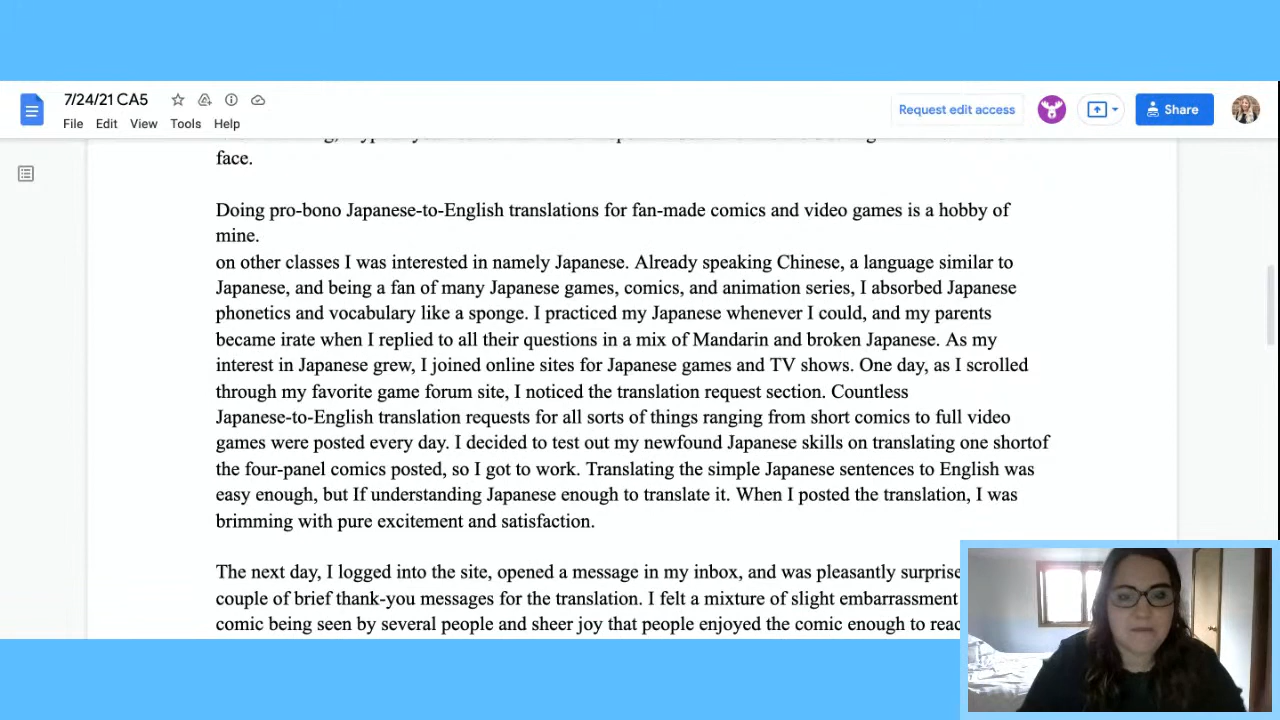 7/24/21 CA5
File Edit View Tools Help
Request edit access
Share
face.
Doing pro-bono Japanese-to-English translations for fan-made comics and video games is a hobby of
mine.
on other classes I was interested in namely Japanese. Already speaking Chinese, a language similar to
Japanese, and being a fan of many Japanese games, comics, and animation series, I absorbed Japanese
phonetics and vocabulary like a sponge. I practiced my Japanese whenever I could, and my parents
became irate when I replied to all their questions in a mix of Mandarin and broken Japanese. As my
interest in Japanese grew, I joined online sites for Japanese games and TV shows. One day, as I scrolled
through my favorite game forum site, I noticed the translation request section. Countless
Japanese-to-English translation requests for all sorts of things ranging from short comics to full video
games were posted every day. I decided to test out my newfound Japanese skills on translating one shortof
the four-panel comics posted, so I got to work. Translating the simple Japanese sentences to English was
easy enough, but If understanding Japanese enough to translate it. When I posted the translation, I was
brimming with pure excitement and satisfaction.
The next day, I logged into the site, opened a message in my inbox, and was pleasantly surprise
couple of brief thank-you messages for the translation. I felt a mixture of slight embarrassment
comic being seen by several people and sheer joy that people enjoyed the comic enough to reac